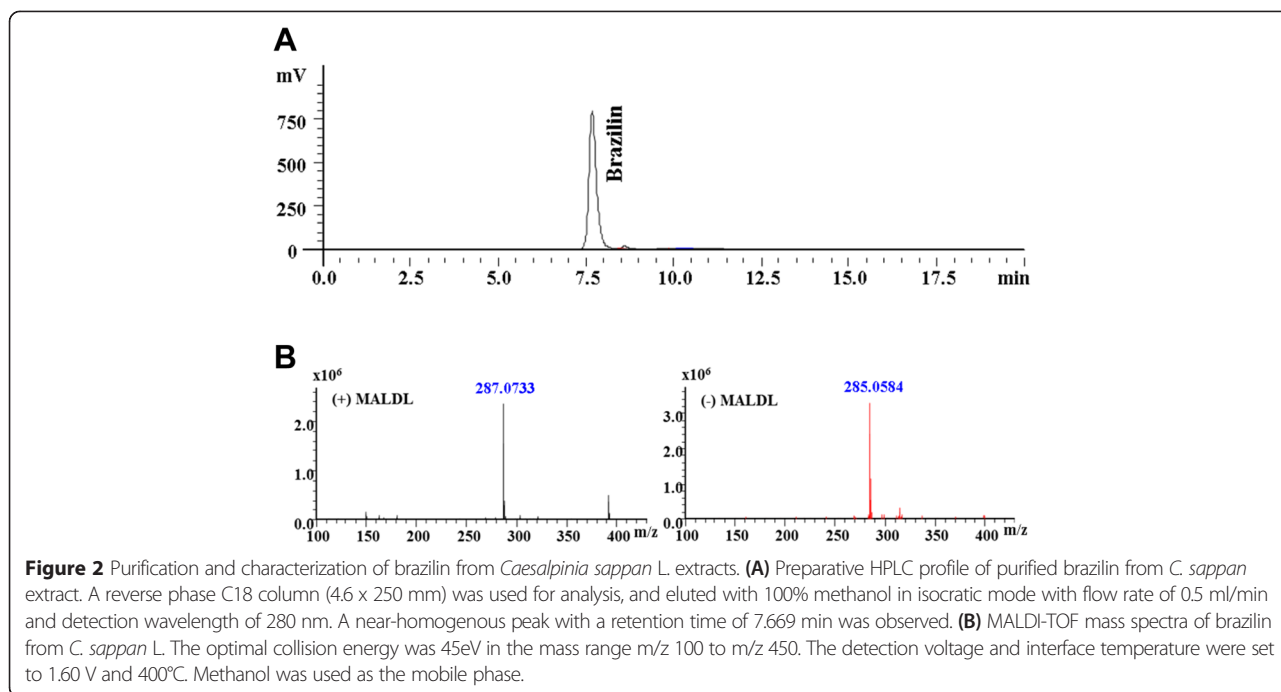 A
mV
750
500
250
0
Brazilin
0.0 2.5 5.0 7.5 10.0 12.5 15.0 17.5 min
B
x10⁶
(+) MALDL
287.0733
2.0
1.0
0.0
100 150 200 250 300 350 400 m/z
x10⁶
(-) MALDL
285.0584
3.0
2.0
1.0
0.0
100 150 200 250 300 350 400 m/z
Figure 2 Purification and characterization of brazilin from Caesalpinia sappan L. extracts. (A) Preparative HPLC profile of purified brazilin from C. sappan
extract. A reverse phase C18 column (4.6 x 250 mm) was used for analysis, and eluted with 100% methanol in isocratic mode with flow rate of 0.5 ml/min
and detection wavelength of 280 nm. A near-homogenous peak with a retention time of 7.669 min was observed. (B) MALDI-TOF mass spectra of brazilin
from C. sappan L. The optimal collision energy was 45eV in the mass range m/z 100 to m/z 450. The detection voltage and interface temperature were set
to 1.60 V and 400°C. Methanol was used as the mobile phase.